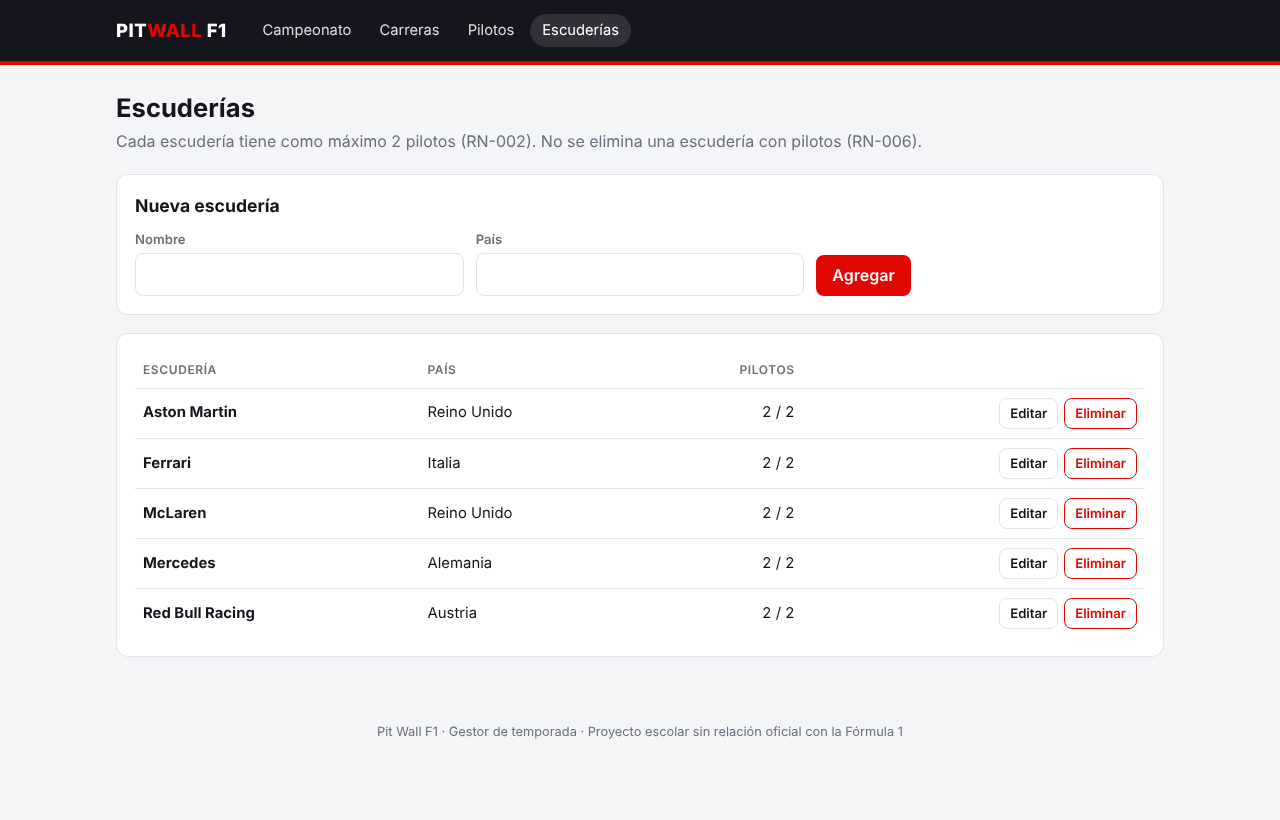 PITWALL F1 Campeonato Carreras Pilotos Escuderías
Escuderías
Cada escudería tiene como máximo 2 pilotos (RN-002). No se elimina una escudería con pilotos (RN-006).
Nueva escudería
Nombre País
Agregar
ESCUDERÍA PAÍS PILOTOS
Aston Martin Reino Unido 2 / 2 Editar Eliminar
Ferrari Italia 2 / 2 Editar Eliminar
McLaren Reino Unido 2 / 2 Editar Eliminar
Mercedes Alemania 2 / 2 Editar Eliminar
Red Bull Racing Austria 2 / 2 Editar Eliminar
Pit Wall F1 · Gestor de temporada · Proyecto escolar sin relación oficial con la Fórmula 1